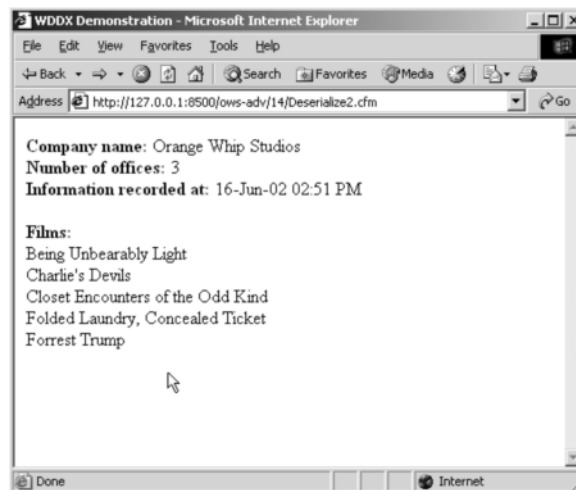 WDDX Demonstration - Microsoft Internet Explorer
File Edit View Favorites Tools Help
Back Search Favorites Media
Address http://127.0.0.1:8500/ows-adv/14/Deserialize2.cfm Go
Company name: Orange Whip Studios
Number of offices: 3
Information recorded at: 16-Jun-02 02:51 PM
Films:
Being Unbearably Light
Charlie's Devils
Closet Encounters of the Odd Kind
Folded Laundry, Concealed Ticket
Forrest Trump
Done Internet